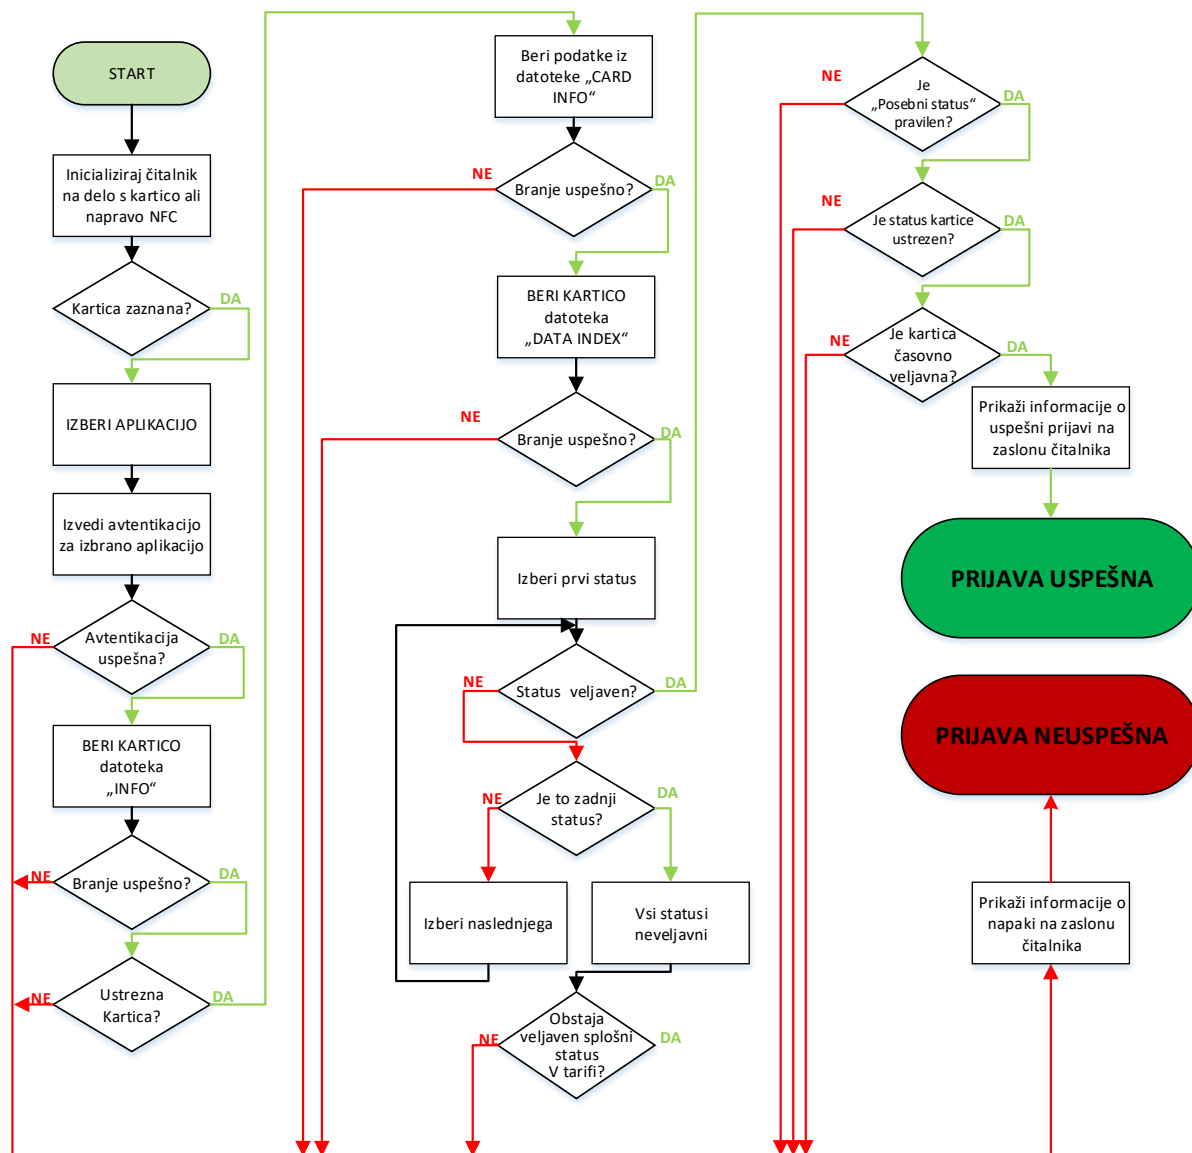 START
Inicializiraj čitalnik
na delo s kartico ali
napravo NFC
Kartica zaznana?
DA
IZBERI APLIKACIJO
Izvedi avtentikacijo
za izbrano aplikacijo
Avtentikacija
uspešna?
NE
DA
BERI KARTICO
datoteka
„INFO“
Branje uspešno?
NE
DA
Ustrezna
Kartica?
NE
DA
Beri podatke iz
datoteke „CARD
INFO“
Branje uspešno?
NE
DA
BERI KARTICO
datoteka
„DATA INDEX“
Branje uspešno?
NE
DA
Izberi prvi status
Status veljaven?
NE
DA
Je to zadnji
status?
NE
DA
Izberi naslednjega
Vsi statusi
neveljavni
Obstaja
veljaven splošni
status
V tarifi?
NE
DA
Je
„Posebni status“
pravilen?
NE
DA
Je status kartice
ustrezen?
NE
DA
Je kartica
časovno
veljavna?
NE
DA
Prikaži informacije o
uspešni prijavi na
zaslonu čitalnika
PRIJAVA USPEŠNA
PRIJAVA NEUSPEŠNA
Prikaži informacije o
napaki na zaslonu
čitalnika